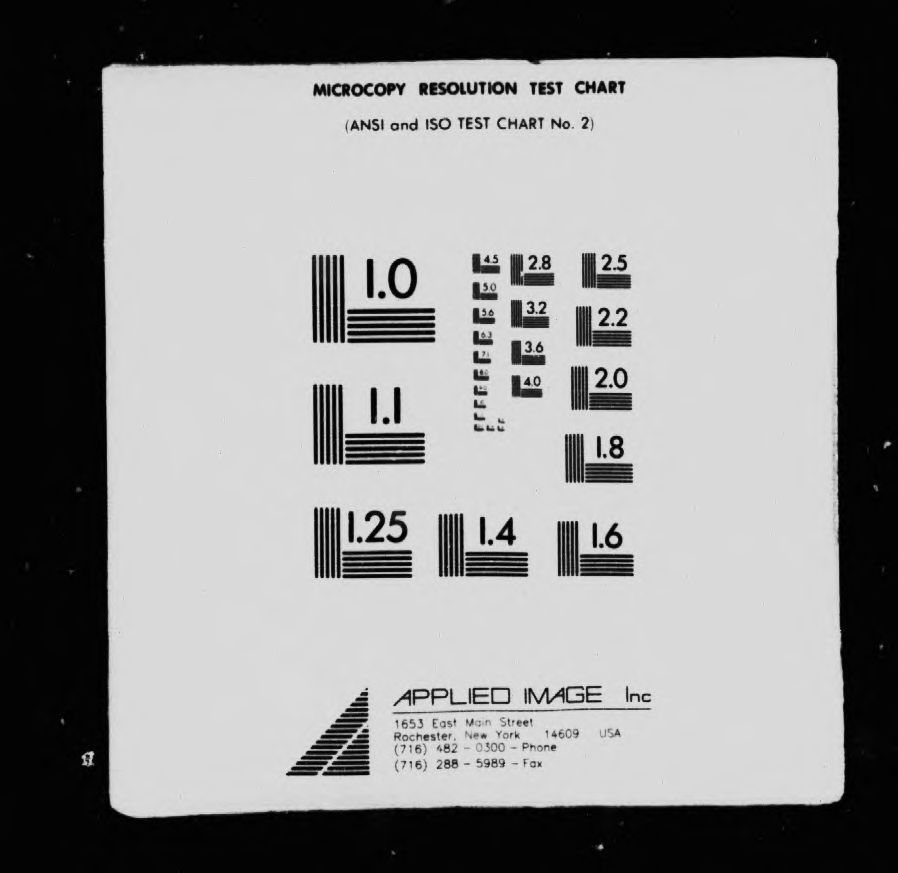 MICROCOPY RESOLUTION TEST CHART
(ANSI and ISO TEST CHART No. 2)
1.0
4.5 2.8 2.5
5.0
5.6 3.2 2.2
6.3
7.1 3.6
4.0 2.0
1.1
1.8
1.25 1.4 1.6
APPLIED IMAGE Inc
1653 East Main Street
Rochester, New York 14609 USA
(716) 482 - 0300 - Phone
(716) 288 - 5989 - Fax